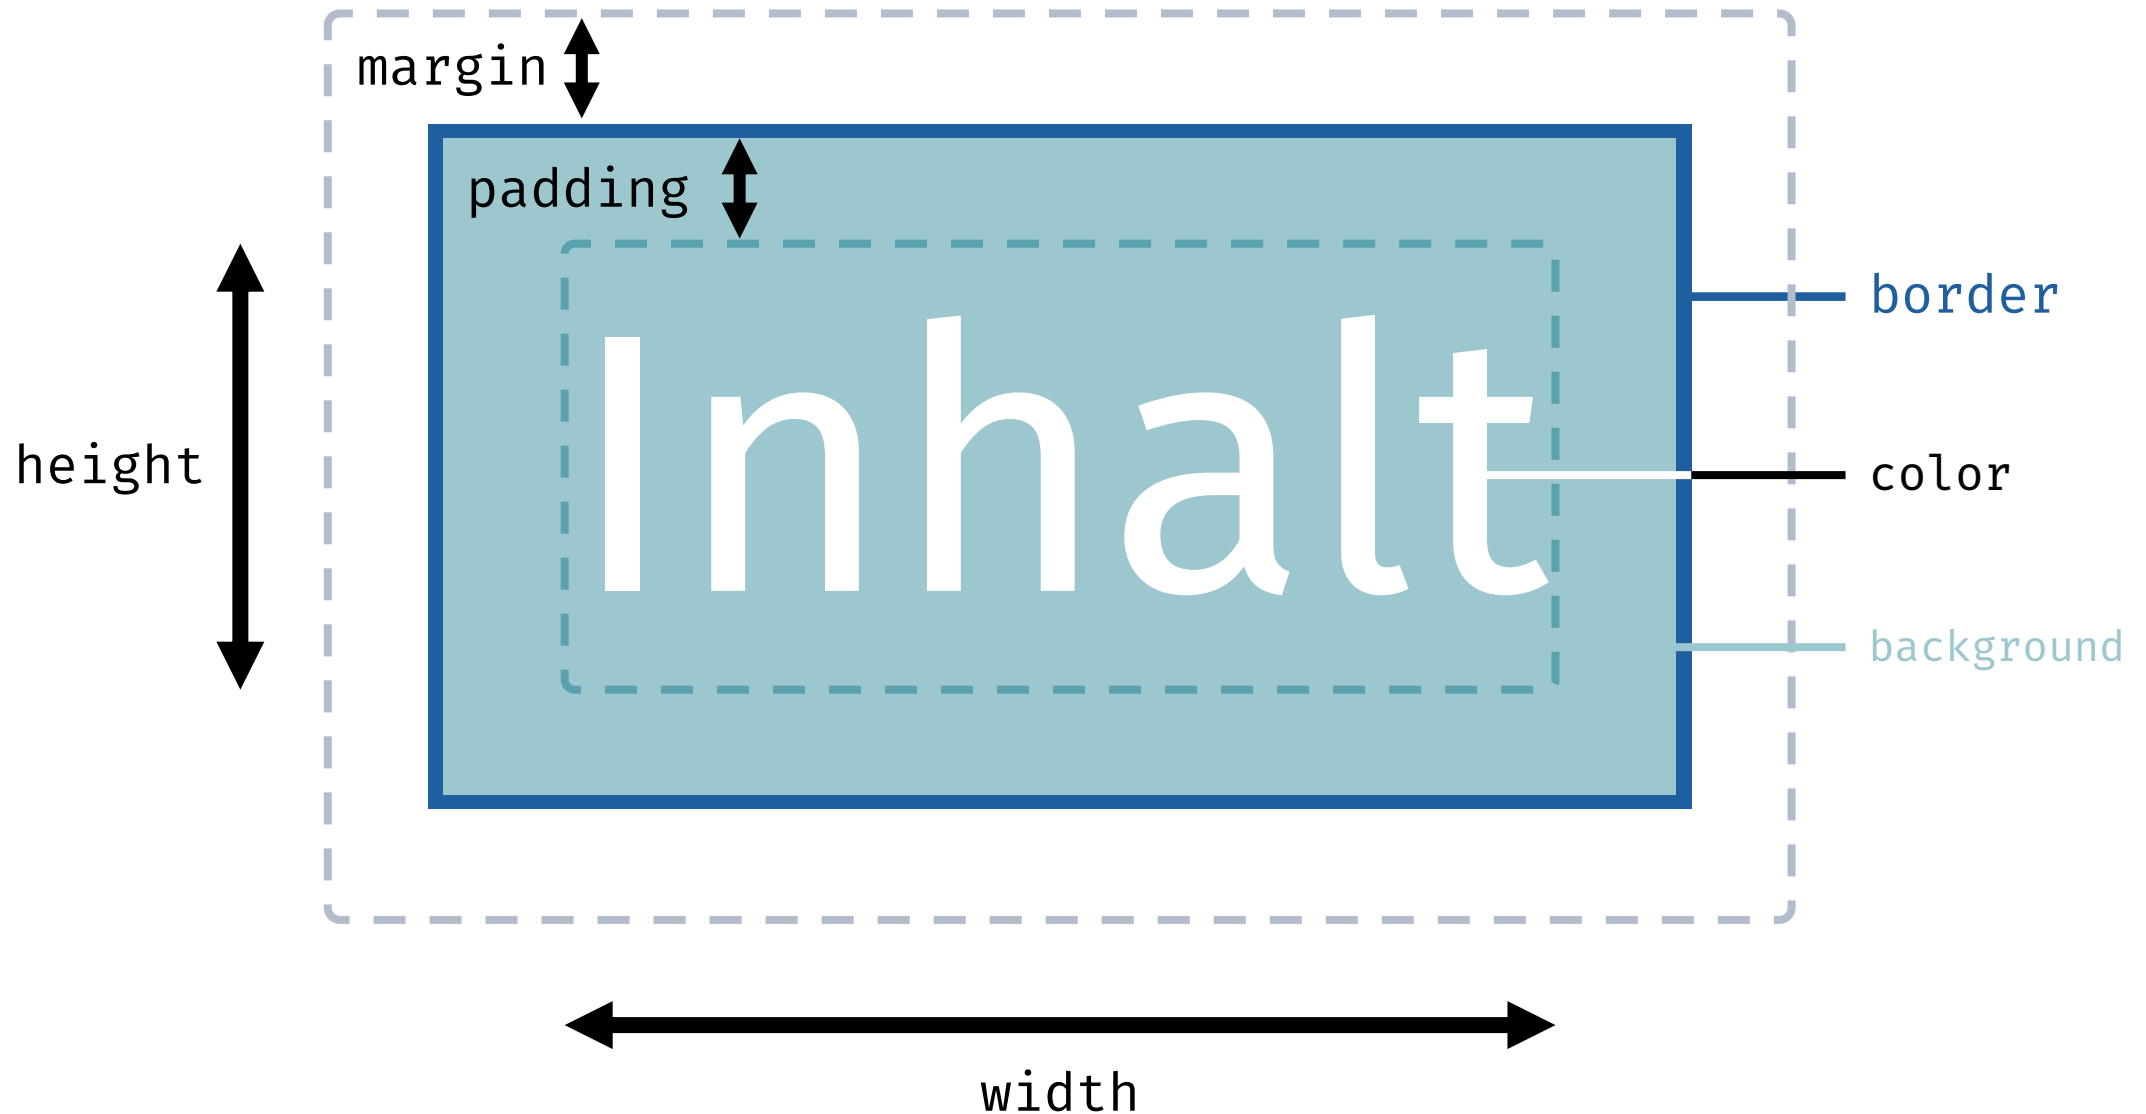 margin
padding
border
Inhalt
height
color
background
width